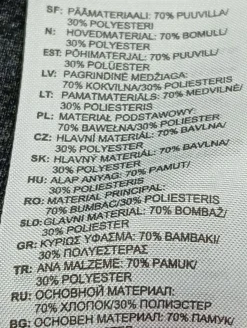 SF: PÄÄMATERIAALI: 70% PUUVILLA/
30% POLYESTERI
N: HOVEDMATERIAL: 70% BOMULL/
30% POLYESTER
EST: PÕHIMATERJAL: 70% PUUVILL/
30% POLÜESTER
LV: PAGRINDINĖ MEDŽIAGA:
70% KOKVILNA/30% POLIESTERIS
LT: PAMATMATERIĀLS: 70% MEDVILNĖ/
30% POLIESTERIS
PL: MATERIAŁ PODSTAWOWY:
70% BAWEŁNA/30% POLIESTER
CZ: HLAVNÍ MATERIÁL: 70% BAVLNA/
30% POLYESTER
SK: HLAVNÝ MATERIÁL: 70% BAVLNA/
30% POLYESTER
HU: ALAP ANYAG: 70% PAMUT/
30% POLIESTERIS
RO: MATERIAL PRINCIPAL:
70% BUMBAC/30% POLIESTERIS
SLO: GLAVNI MATERIAL: 70% BOMBAŽ/
30% POLIESTER
GR: ΚΥΡΙΩΣ ΥΦΑΣΜΑ: 70% ΒΑΜΒΑΚΙ/
30% ΠΟΛΥΕΣΤΕΡΑΣ
TR: ANA MALZEME: 70% PAMUK/
30% POLYESTER
RU: ОСНОВНОЙ МАТЕРИАЛ:
70% ХЛОПОК/30% ПОЛИЭСТЕР
BG: ОСНОВЕН МАТЕРИАЛ: 70% ПАМУК/